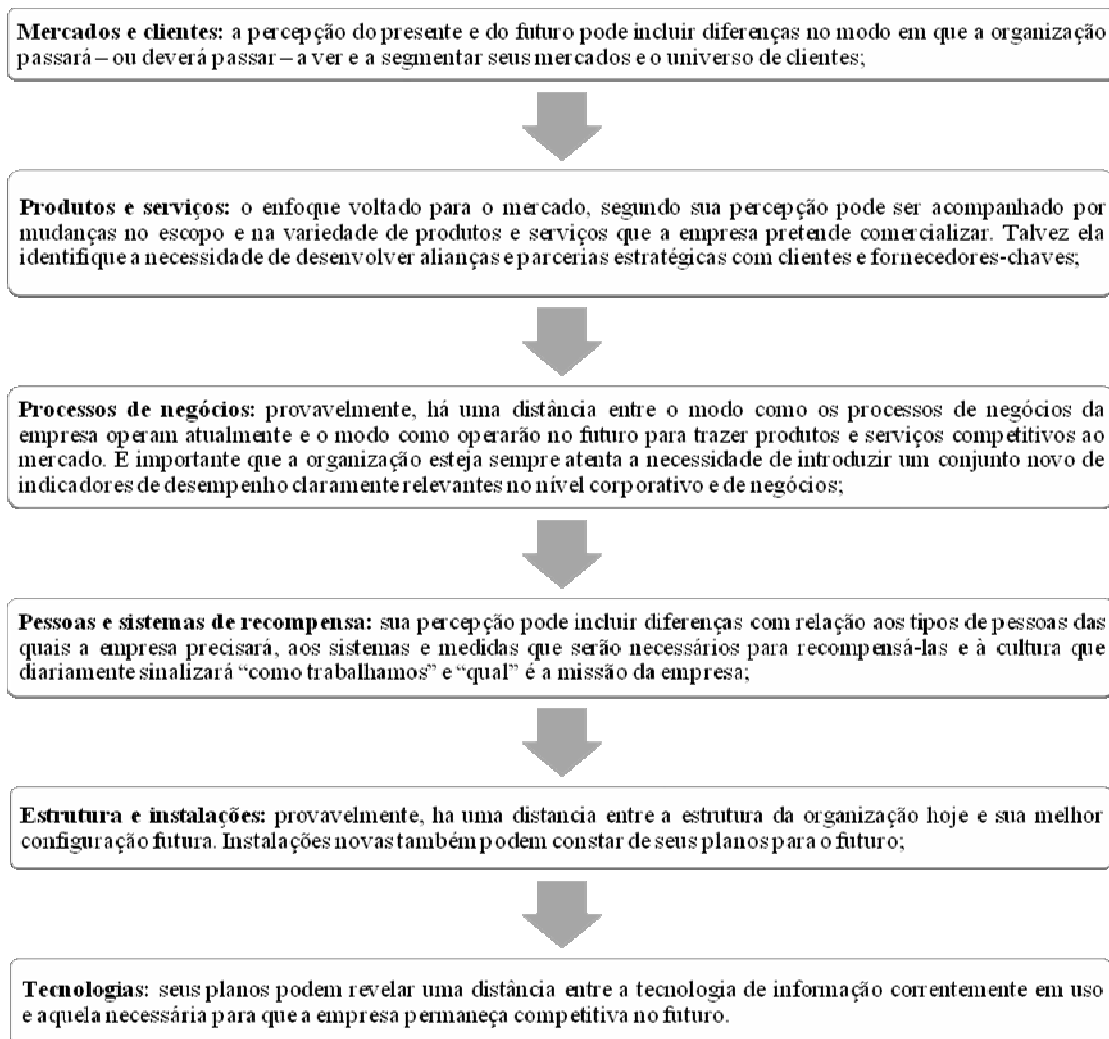 Mercados e clientes: a percepção do presente e do futuro pode incluir diferenças no modo em que a organização
passará – ou deverá passar – a ver e a segmentar seus mercados e o universo de clientes;
Produtos e serviços: o enfoque voltado para o mercado, segundo sua percepção pode ser acompanhado por
mudanças no escopo e na variedade de produtos e serviços que a empresa pretende comercializar. Talvez ela
identifique a necessidade de desenvolver alianças e parcerias estratégicas com clientes e fornecedores-chaves;
Processos de negócios: provavelmente, há uma distância entre o modo como os processos de negócios da
empresa operam atualmente e o modo como operarão no futuro para trazer produtos e serviços competitivos ao
mercado. É importante que a organização esteja sempre atenta a necessidade de introduzir um conjunto novo de
indicadores de desempenho claramente relevantes no nível corporativo e de negócios;
Pessoas e sistemas de recompensa: sua percepção pode incluir diferenças com relação aos tipos de pessoas das
quais a empresa precisará, aos sistemas e medidas que serão necessários para recompensá-las e à cultura que
diariamente sinalizará “como trabalhamos” e “qual” é a missão da empresa;
Estrutura e instalações: provavelmente, ha uma distancia entre a estrutura da organização hoje e sua melhor
configuração futura. Instalações novas também podem constar de seus planos para o futuro;
Tecnologias: seus planos podem revelar uma distância entre a tecnologia de informação correntemente em uso
e aquela necessária para que a empresa permaneça competitiva no futuro.